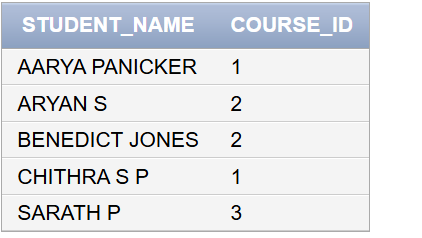 STUDENT_NAME COURSE_ID
AARYA PANICKER 1
ARYAN S 2
BENEDICT JONES 2
CHITHRA S P 1
SARATH P 3